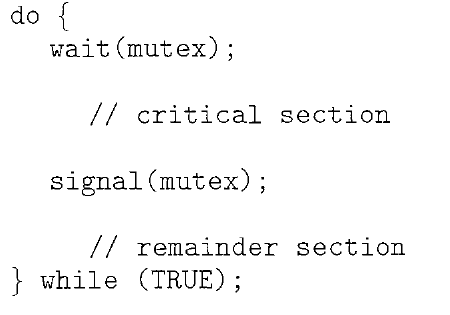 do {
wait(mutex);
// critical section
signal(mutex);
// remainder section
} while (TRUE);